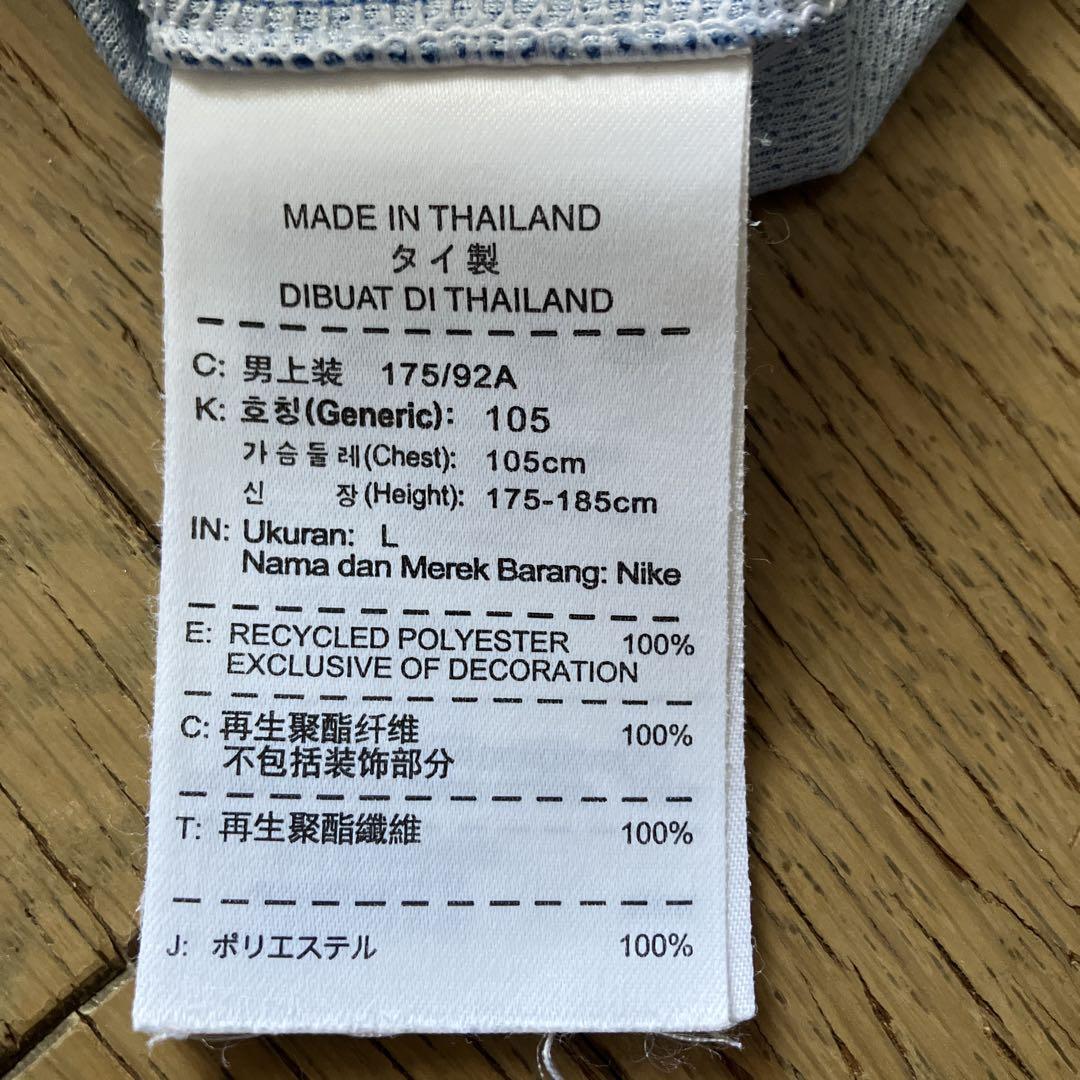 MADE IN THAILAND
タイ製
DIBUAT DI THAILAND
C: 男上装 175/92A
K: 호칭(Generic): 105
가슴둘레(Chest): 105cm
신 장(Height): 175-185cm
IN: Ukuran: L
Nama dan Merek Barang: Nike
E: RECYCLED POLYESTER 100%
EXCLUSIVE OF DECORATION
C: 再生聚酯纤维 100%
不包括装饰部分
T: 再生聚酯纖維 100%
J: ポリエステル 100%